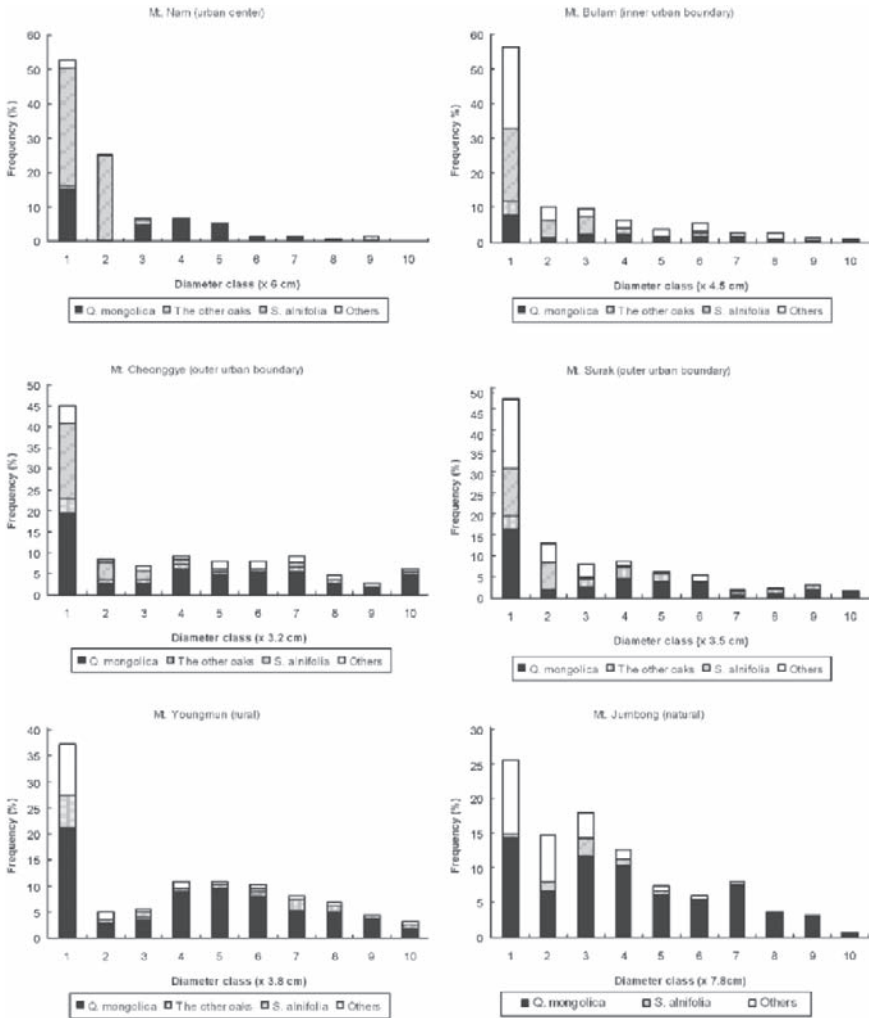 Mt. Nam (urban center)
Frequency (%)
60
50
40
30
20
10
0
1 2 3 4 5 6 7 8 9 10
Diameter class (x 6 cm)
Q. mongolica The other oaks S. alnifolia Others
Mt. Bulam (inner urban boundary)
Frequency %)
60
50
40
30
20
10
0
1 2 3 4 5 6 7 8 9 10
Diameter class (x 4.5 cm)
Q. mongolica The other oaks S. alnifolia Others
Mt. Cheonggye (outer urban boundary)
Frequency (%)
50
45
40
35
30
25
20
15
10
5
0
1 2 3 4 5 6 7 8 9 10
Diameter class (x 3.2 cm)
Q. mongolica The other oaks S. alnifolia Others
Mt. Surak (outer urban boundary)
Frequency (%)
50
45
40
35
30
25
20
15
10
5
0
1 2 3 4 5 6 7 8 9 10
Diameter class (x 3.5 cm)
Q. mongolica The other oaks S. alnifolia Others
Mt. Youngmun (rural)
Frequency (%)
40
35
30
25
20
15
10
5
0
1 2 3 4 5 6 7 8 9 10
Diameter class (x 3.8 cm)
Q. mongolica The other oaks S. alnifolia Others
Mt. Jumbong (natural)
Frequency (%)
30
25
20
15
10
5
0
1 2 3 4 5 6 7 8 9 10
Diameter class (x 7.8cm)
Q. mongolica S. alnifolia Others